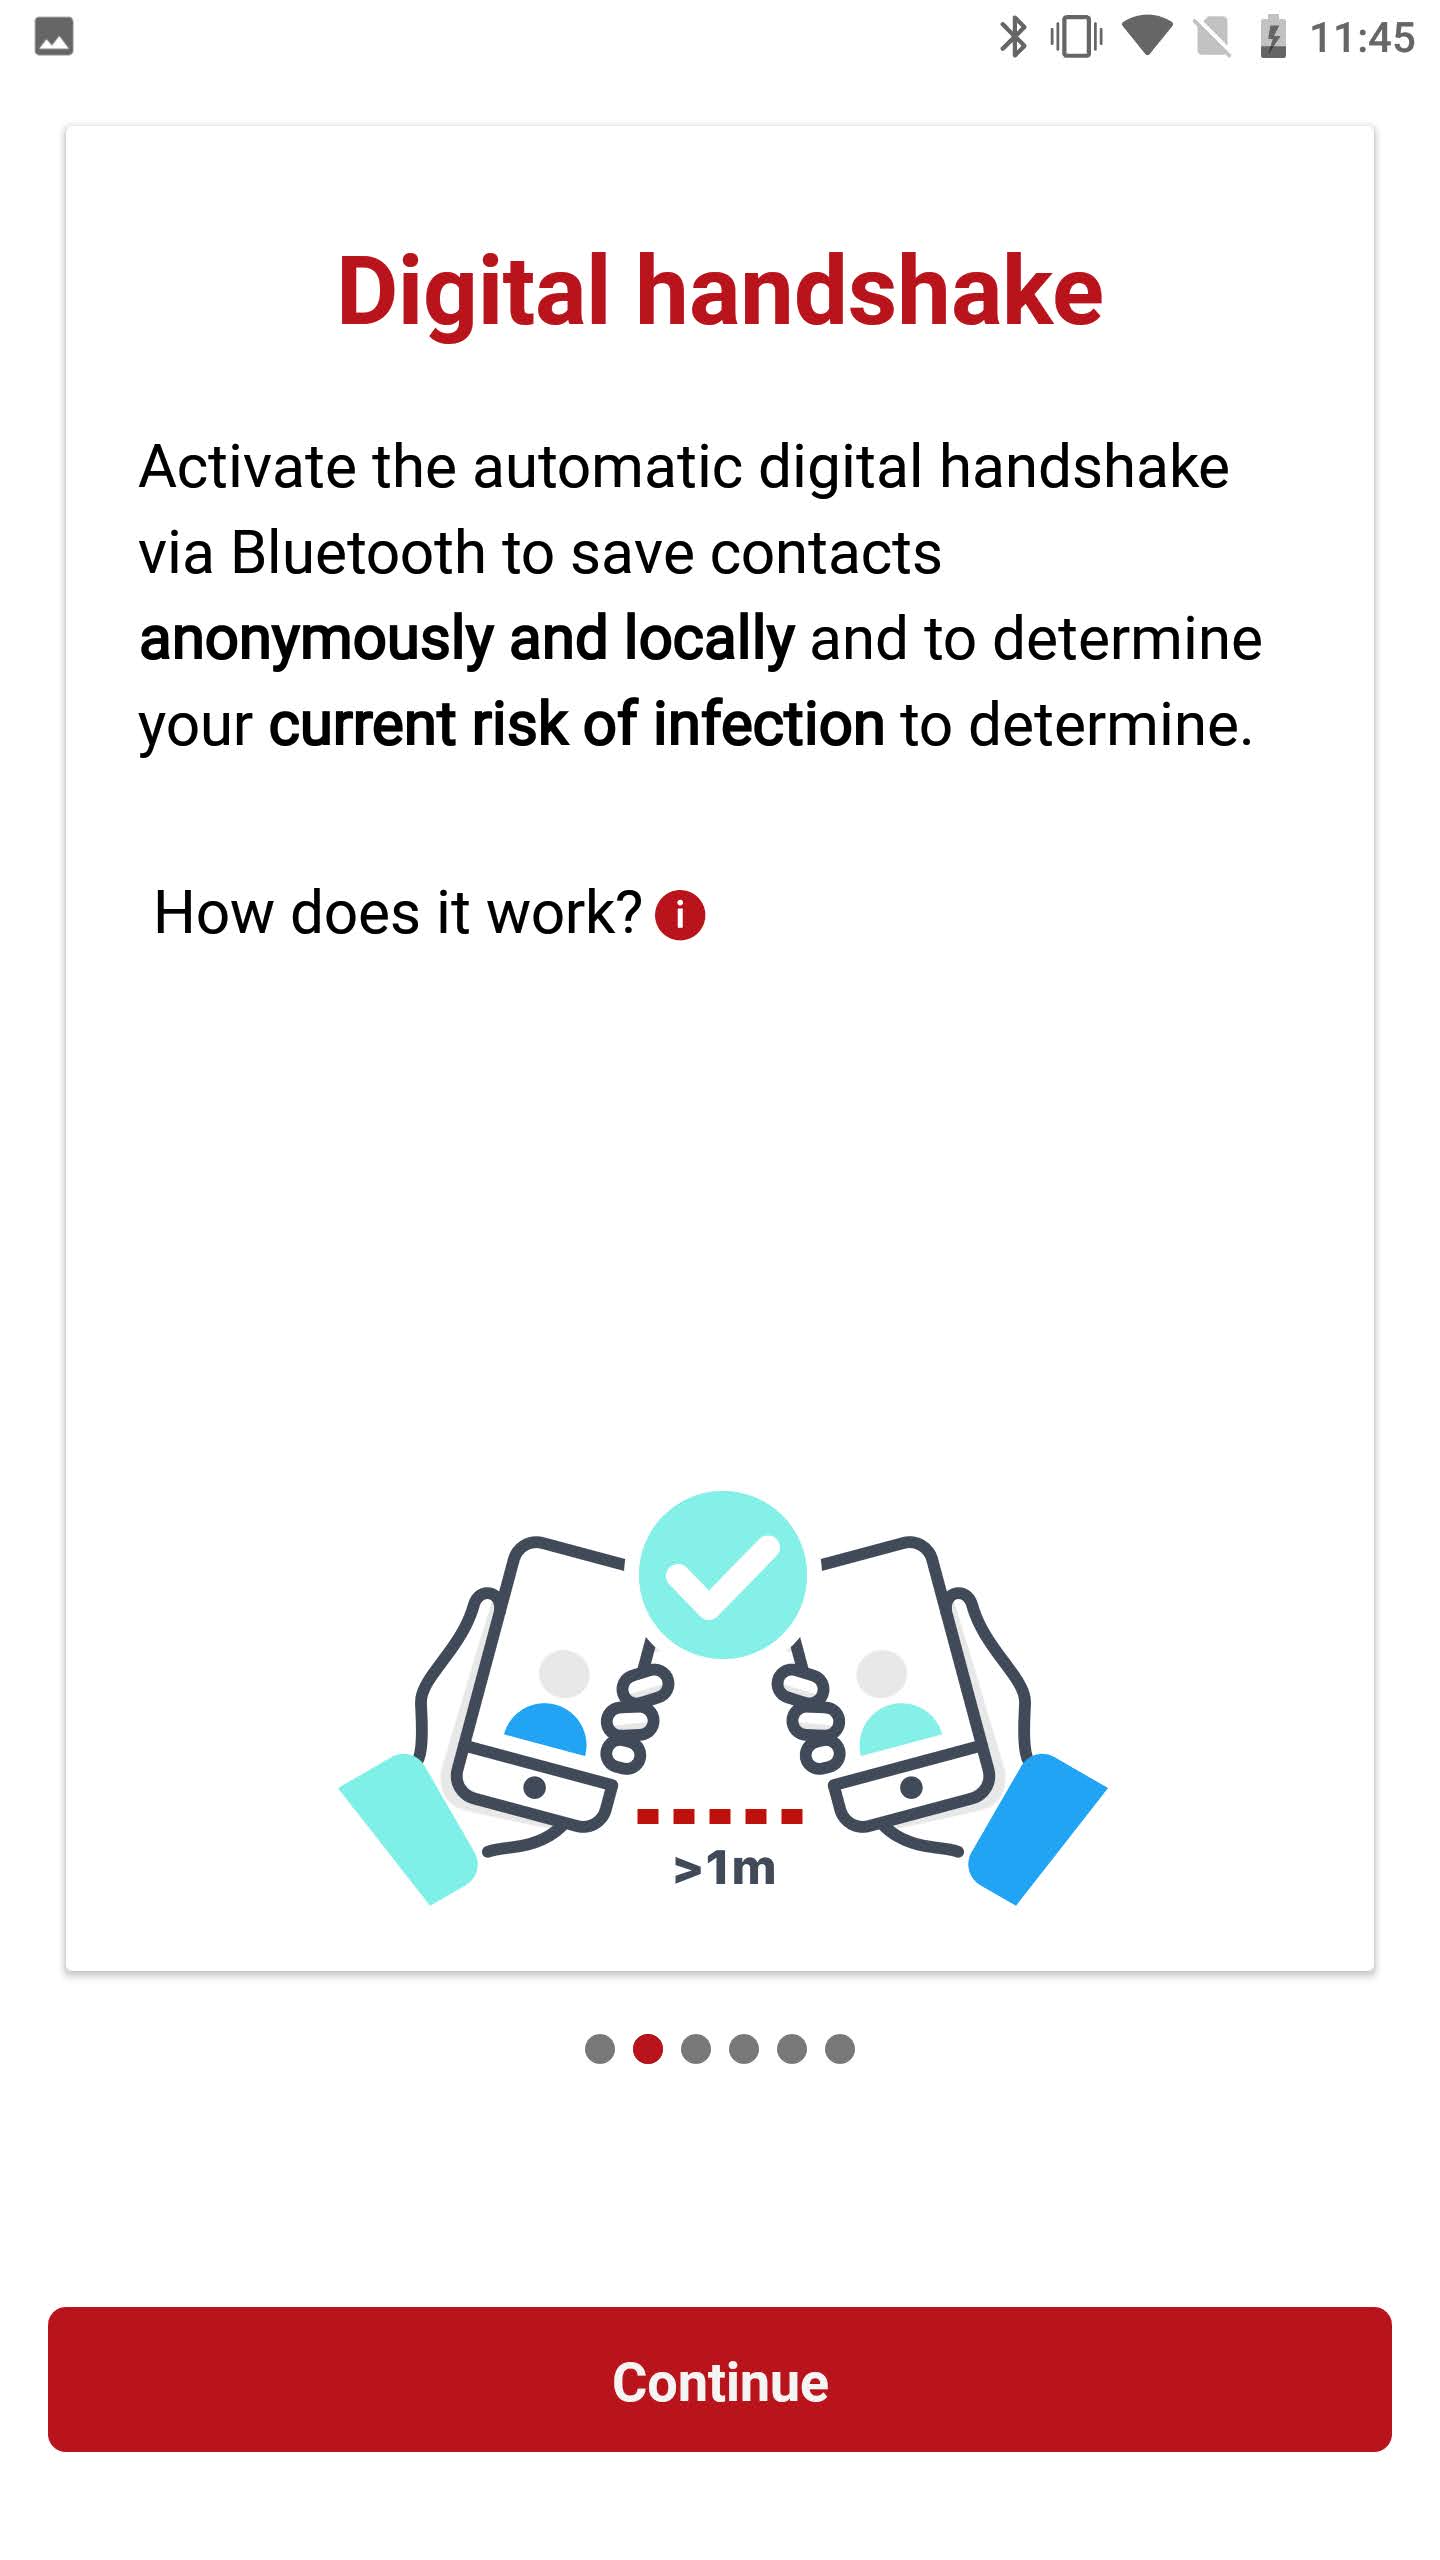 11:45
Digital handshake
Activate the automatic digital handshake
via Bluetooth to save contacts
anonymously and locally and to determine
your current risk of infection to determine.
How does it work? i
>1m
Continue